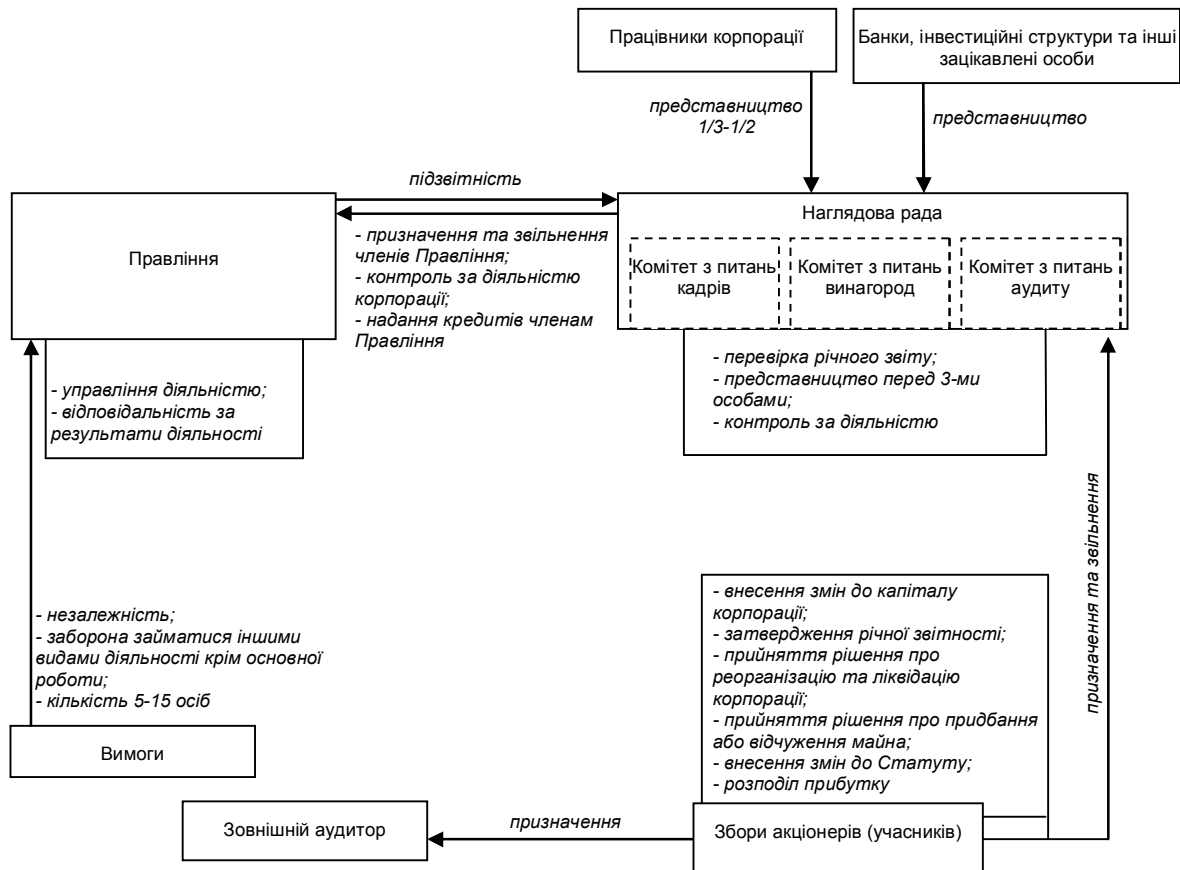 Працівники корпорації
Банки, інвестиційні структури та інші
зацікавлені особи
представництво
1/3-1/2
представництво
підзвітність
Правління
- призначення та звільнення
членів Правління;
- контроль за діяльністю
корпорації;
- надання кредитів членам
Правління
Наглядова рада
Комітет з питань
кадрів
Комітет з питань
винагород
Комітет з питань
аудиту
- управління діяльністю;
- відповідальність за
результати діяльності
- перевірка річного звіту;
- представництво перед 3-ми
особами;
- контроль за діяльністю
призначення та звільнення
- незалежність;
- заборона займатися іншими
видами діяльності крім основної
роботи;
- кількість 5-15 осіб
Вимоги
- внесення змін до капіталу
корпорації;
- затвердження річної звітності;
- прийняття рішення про
реорганізацію та ліквідацію
корпорації;
- прийняття рішення про придбання
або відчуження майна;
- внесення змін до Статуту;
- розподіл прибутку
Зовнішній аудитор
призначення
Збори акціонерів (учасників)